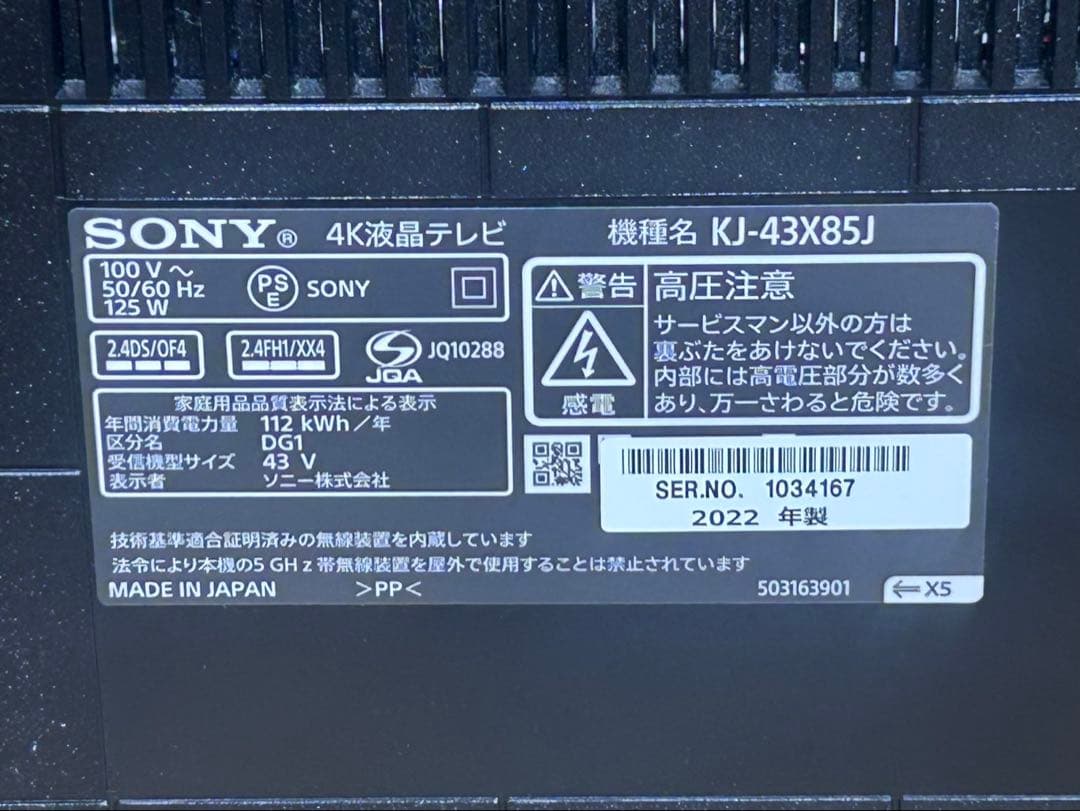 SONY® 4K液晶テレビ 機種名 KJ-43X85J
100 V ～
50/60 Hz
125 W
PS
E
SONY
2.4DS/OF4
2.4FH1/XX4
JQA
JQ10288
家庭用品品質表示法による表示
年間消費電力量 112 kWh/年
区分名 DG1
受信機型サイズ 43 V
表示者 ソニー株式会社
警告
感電
高圧注意
サービスマン以外の方は
裏ぶたをあけないでください。
内部には高電圧部分が数多く
あり、万一さわると危険です。
SER.NO. 1034167
2022 年製
技術基準適合証明済みの無線装置を内蔵しています
法令により本機の5 GHz帯無線装置を屋外で使用することは禁止されています
MADE IN JAPAN >PP< 503163901 ⇐X5